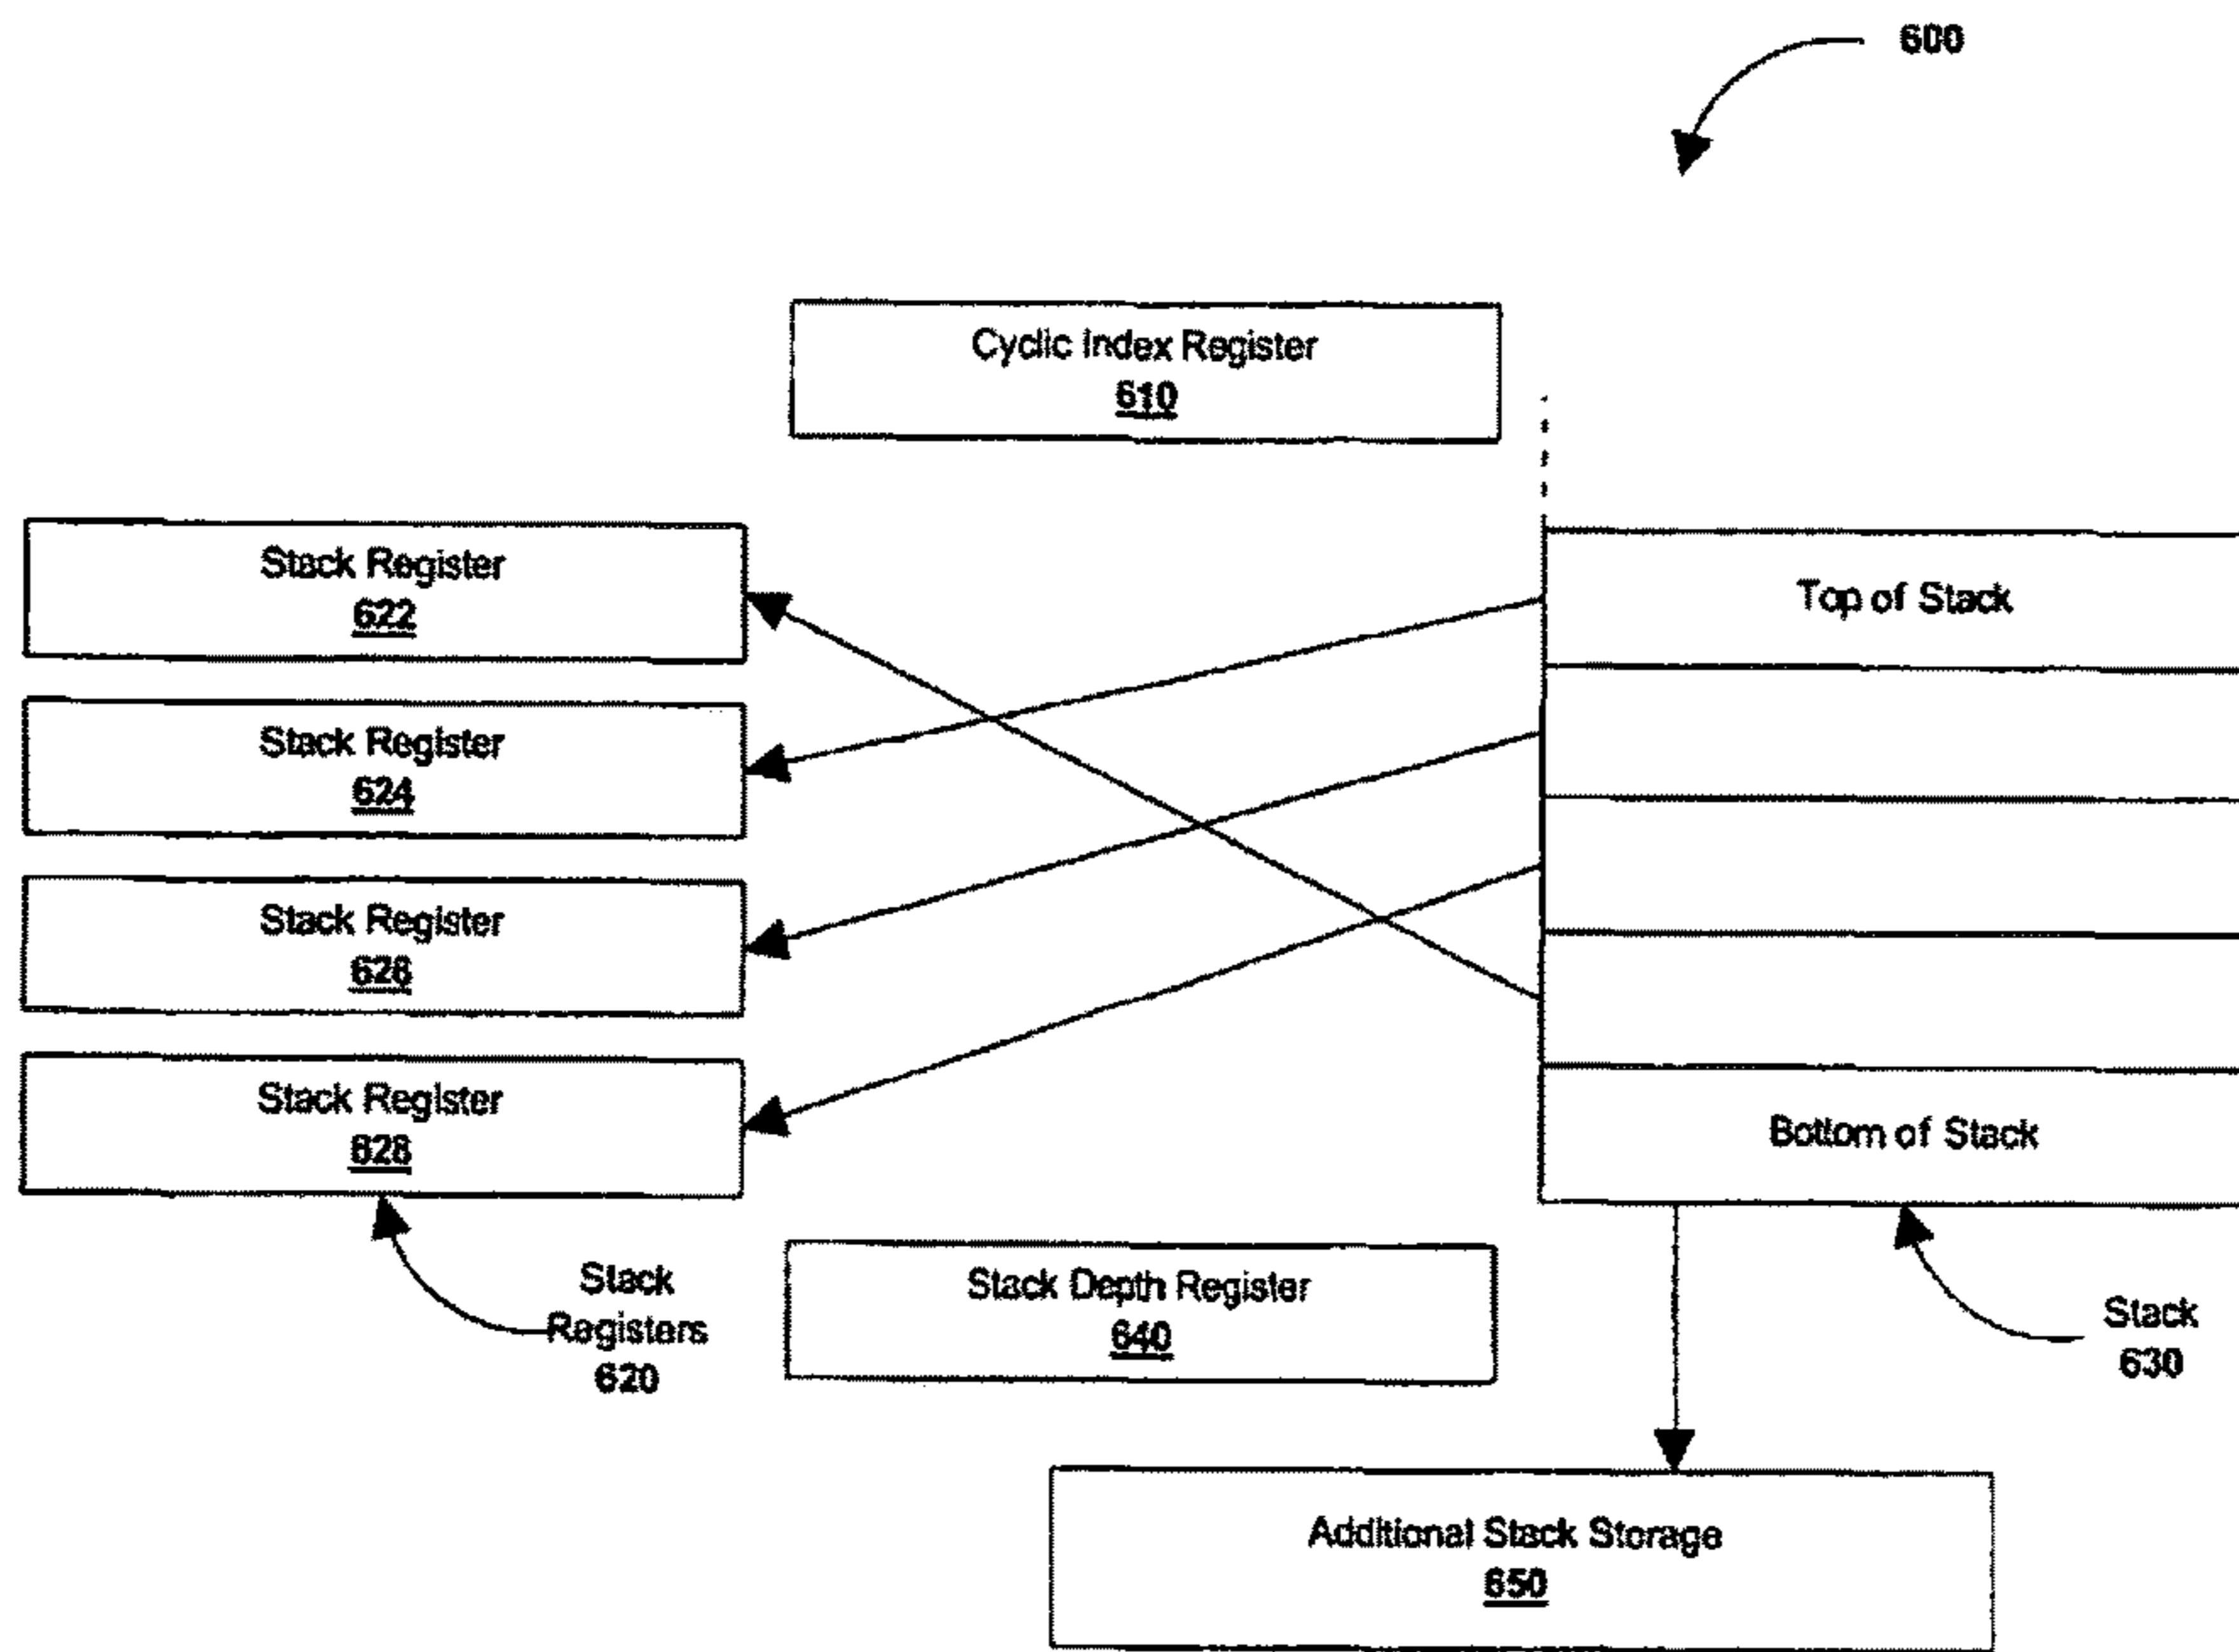 600
Cyclic Index Register
610
Stack Register
622
Top of Stack
Stack Register
624
Stack Register
626
Stack Register
628
Bottom of Stack
Stack
Registers
620
Stack Depth Register
640
Stack
630
Additional Stack Storage
650